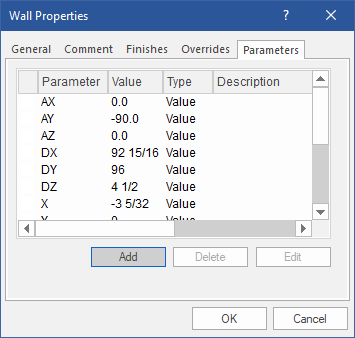 Wall Properties ? ×
General Comment Finishes Overrides Parameters
Parameter Value Type Description
AX 0.0 Value
AY -90.0 Value
AZ 0.0 Value
DX 92 15/16 Value
DY 96 Value
DZ 4 1/2 Value
X -3 5/32 Value
Add Delete Edit
OK Cancel